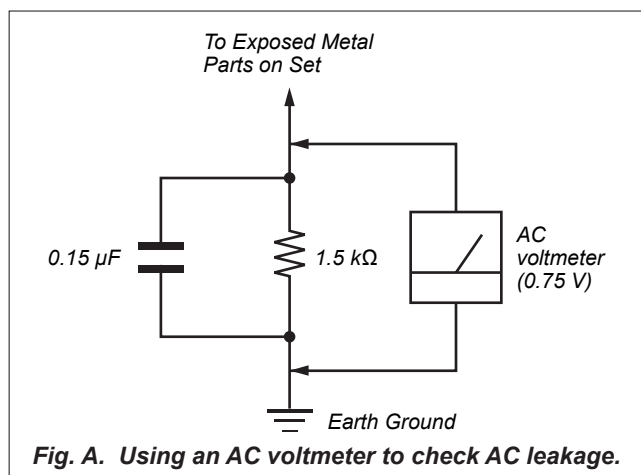 To Exposed Metal
Parts on Set
0.15 μF
1.5 kΩ
AC
voltmeter
(0.75 V)
Earth Ground
Fig. A. Using an AC voltmeter to check AC leakage.